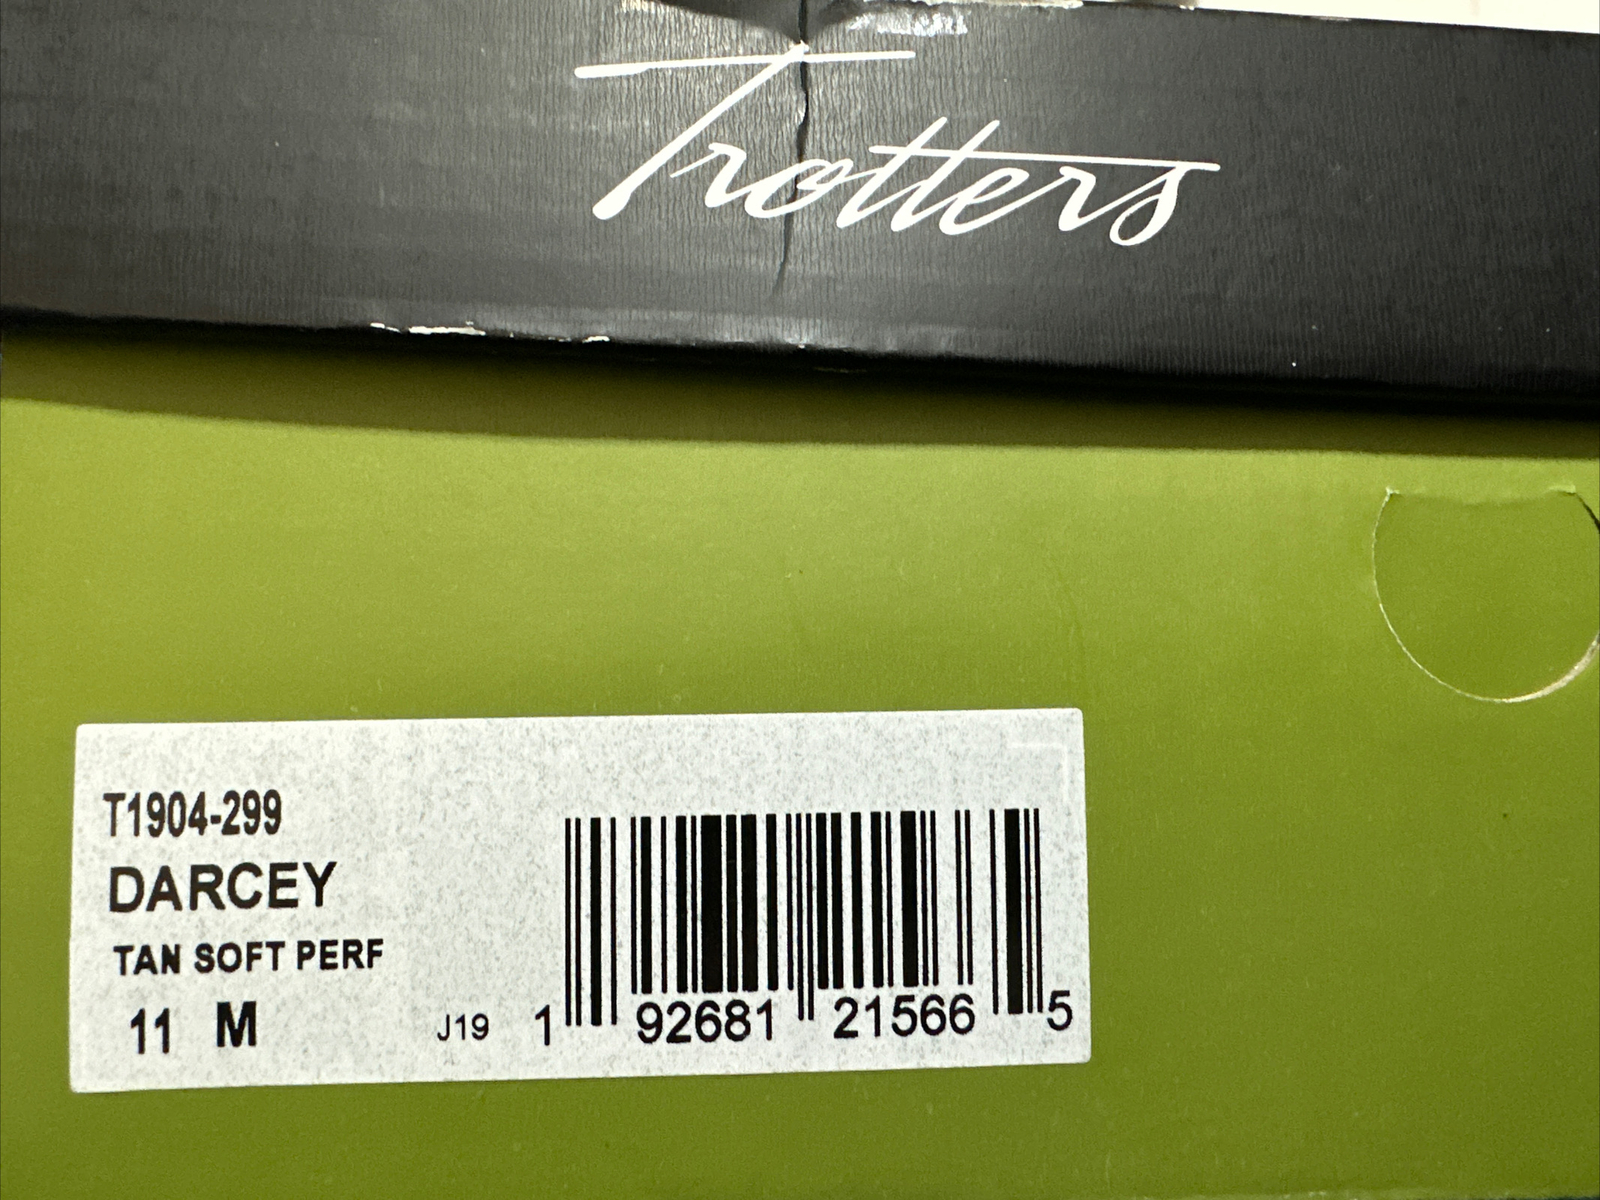 Trotters
T1904-299
DARCEY
TAN SOFT PERF
11 M
J19 1 92681 21566 5